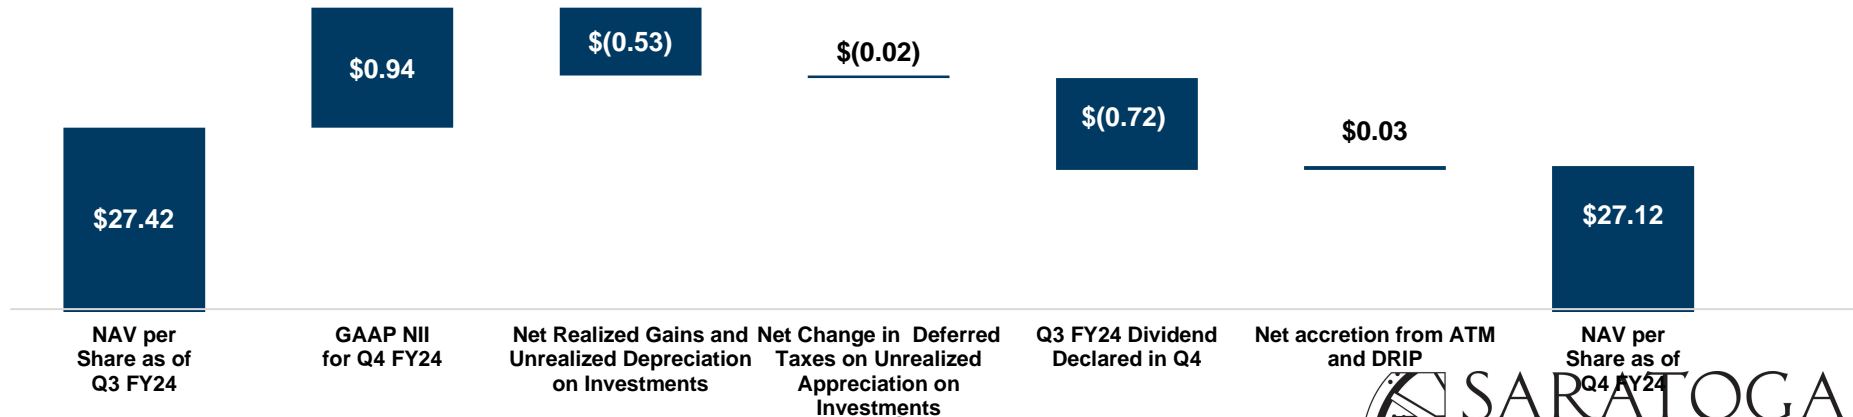 $27.42
$0.94
$(0.53)
$(0.02)
$(0.72)
$0.03
$27.12
NAV per
Share as of
Q3 FY24
GAAP NII
for Q4 FY24
Net Realized Gains and
Unrealized Depreciation
on Investments
Net Change in Deferred
Taxes on Unrealized
Appreciation on
Investments
Q3 FY24 Dividend
Declared in Q4
Net accretion from ATM
and DRIP
NAV per
Share as of
Q4 FY24
SARATOGA